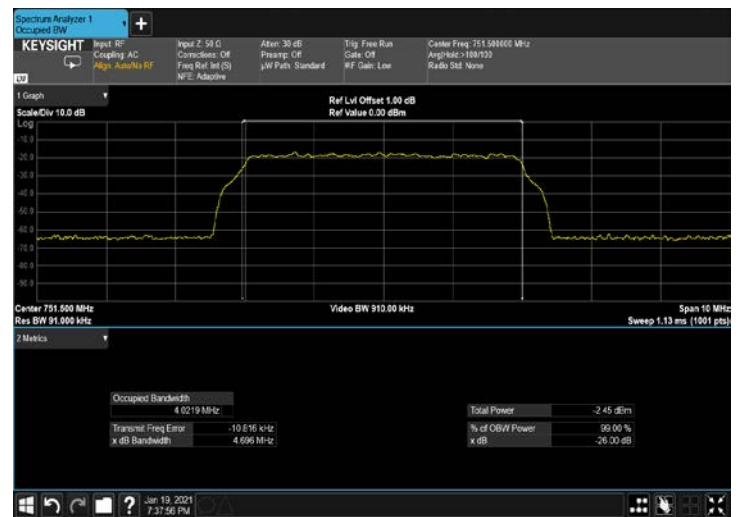 Spectrum Analyzer 1
Occupied BW
+
KEYSIGHT
Input: RF
Coupling: AC
Align: Auto/No RF
Input Z: 50 Ω
Corrections: Off
Freq Ref: Int (S)
NFE: Adaptive
Atten: 30 dB
Preamp: Off
µW Path: Standard
Trig: Free Run
Gate: Off
#IF Gain: Low
Center Freq: 751.500000 MHz
Avg|Hold:>100/100
Radio Std: None
1 Graph
Scale/Div 10.0 dB
Ref Lvl Offset 1.00 dB
Ref Value 0.00 dBm
Log
-10.0
-20.0
-30.0
-40.0
-50.0
-60.0
-70.0
-80.0
-90.0
Center 751.500 MHz
Video BW 910.00 kHz
Span 10 MHz
Res BW 91.000 kHz
Sweep 1.13 ms (1001 pts)
2 Metrics
Occupied Bandwidth
4.0219 MHz
Total Power -2.45 dBm
Transmit Freq Error -10.816 kHz
% of OBW Power 99.00 %
x dB Bandwidth 4.696 MHz
x dB -26.00 dB
?
Jan 19, 2021
7:37:56 PM